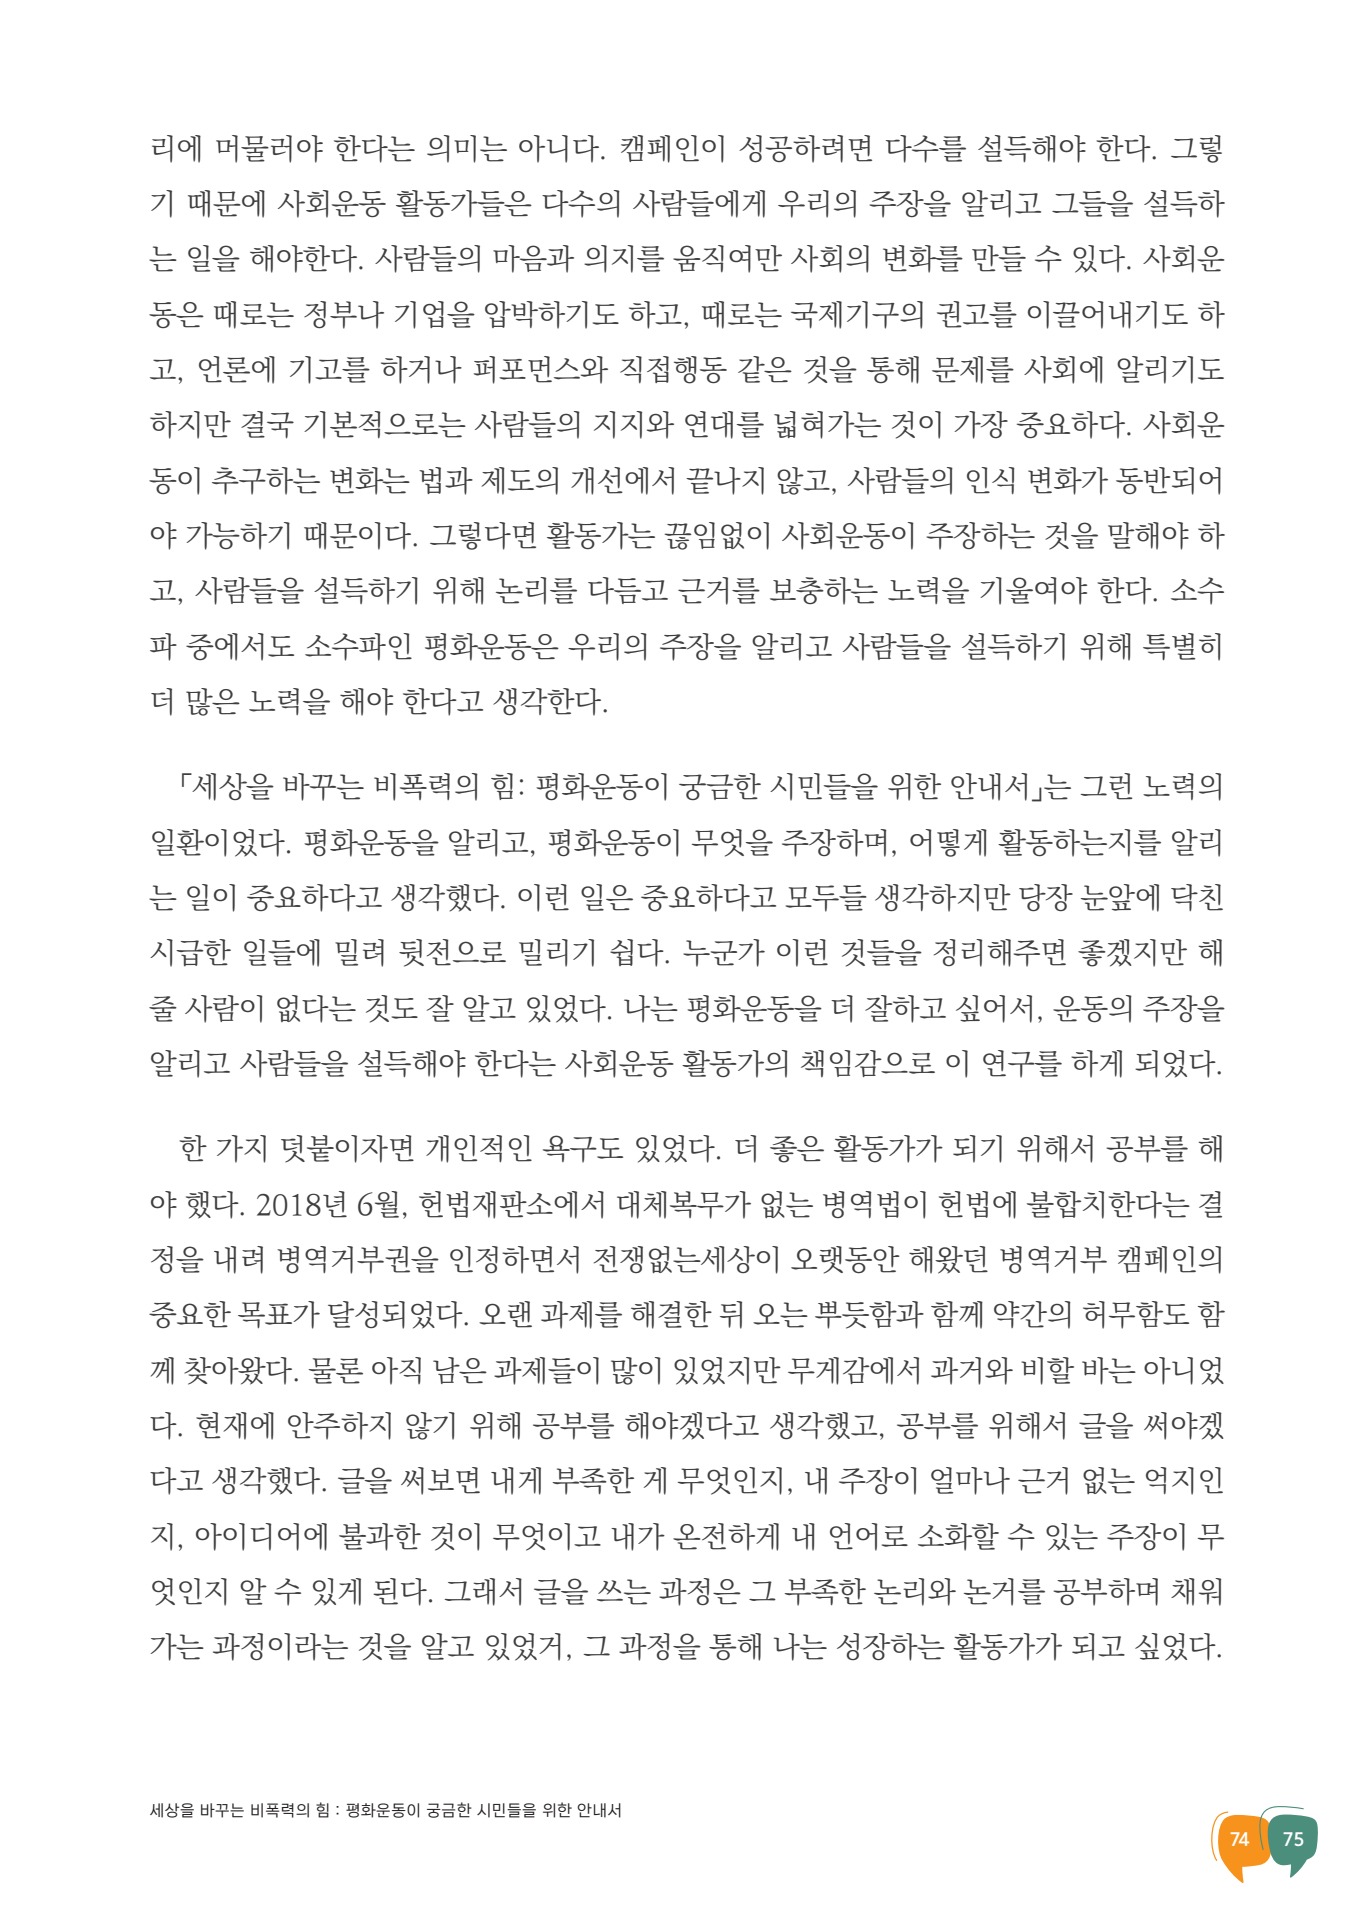 리에 머물러야 한다는 의미는 아니다. 캠페인이 성공하려면 다수를 설득해야 한다. 그렇
기 때문에 사회운동 활동가들은 다수의 사람들에게 우리의 주장을 알리고 그들을 설득하
는 일을 해야한다. 사람들의 마음과 의지를 움직여만 사회의 변화를 만들 수 있다. 사회운
동은 때로는 정부나 기업을 압박하기도 하고, 때로는 국제기구의 권고를 이끌어내기도 하
고, 언론에 기고를 하거나 퍼포먼스와 직접행동 같은 것을 통해 문제를 사회에 알리기도
하지만 결국 기본적으로는 사람들의 지지와 연대를 넓혀가는 것이 가장 중요하다. 사회운
동이 추구하는 변화는 법과 제도의 개선에서 끝나지 않고, 사람들의 인식 변화가 동반되어
야 가능하기 때문이다. 그렇다면 활동가는 끊임없이 사회운동이 주장하는 것을 말해야 하
고, 사람들을 설득하기 위해 논리를 다듬고 근거를 보충하는 노력을 기울여야 한다. 소수
파 중에서도 소수파인 평화운동은 우리의 주장을 알리고 사람들을 설득하기 위해 특별히
더 많은 노력을 해야 한다고 생각한다.
「세상을 바꾸는 비폭력의 힘: 평화운동이 궁금한 시민들을 위한 안내서」는 그런 노력의
일환이었다. 평화운동을 알리고, 평화운동이 무엇을 주장하며, 어떻게 활동하는지를 알리
는 일이 중요하다고 생각했다. 이런 일은 중요하다고 모두들 생각하지만 당장 눈앞에 닥친
시급한 일들에 밀려 뒷전으로 밀리기 쉽다. 누군가 이런 것들을 정리해주면 좋겠지만 해
줄 사람이 없다는 것도 잘 알고 있었다. 나는 평화운동을 더 잘하고 싶어서, 운동의 주장을
알리고 사람들을 설득해야 한다는 사회운동 활동가의 책임감으로 이 연구를 하게 되었다.
한 가지 덧붙이자면 개인적인 욕구도 있었다. 더 좋은 활동가가 되기 위해서 공부를 해
야 했다. 2018년 6월, 헌법재판소에서 대체복무가 없는 병역법이 헌법에 불합치한다는 결
정을 내려 병역거부권을 인정하면서 전쟁없는세상이 오랫동안 해왔던 병역거부 캠페인의
중요한 목표가 달성되었다. 오랜 과제를 해결한 뒤 오는 뿌듯함과 함께 약간의 허무함도 함
께 찾아왔다. 물론 아직 남은 과제들이 많이 있었지만 무게감에서 과거와 비할 바는 아니었
다. 현재에 안주하지 않기 위해 공부를 해야겠다고 생각했고, 공부를 위해서 글을 써야겠
다고 생각했다. 글을 써보면 내게 부족한 게 무엇인지, 내 주장이 얼마나 근거 없는 억지인
지, 아이디어에 불과한 것이 무엇이고 내가 온전하게 내 언어로 소화할 수 있는 주장이 무
엇인지 알 수 있게 된다. 그래서 글을 쓰는 과정은 그 부족한 논리와 논거를 공부하며 채워
가는 과정이라는 것을 알고 있었거, 그 과정을 통해 나는 성장하는 활동가가 되고 싶었다.
세상을 바꾸는 비폭력의 힘 : 평화운동이 궁금한 시민들을 위한 안내서
74 75